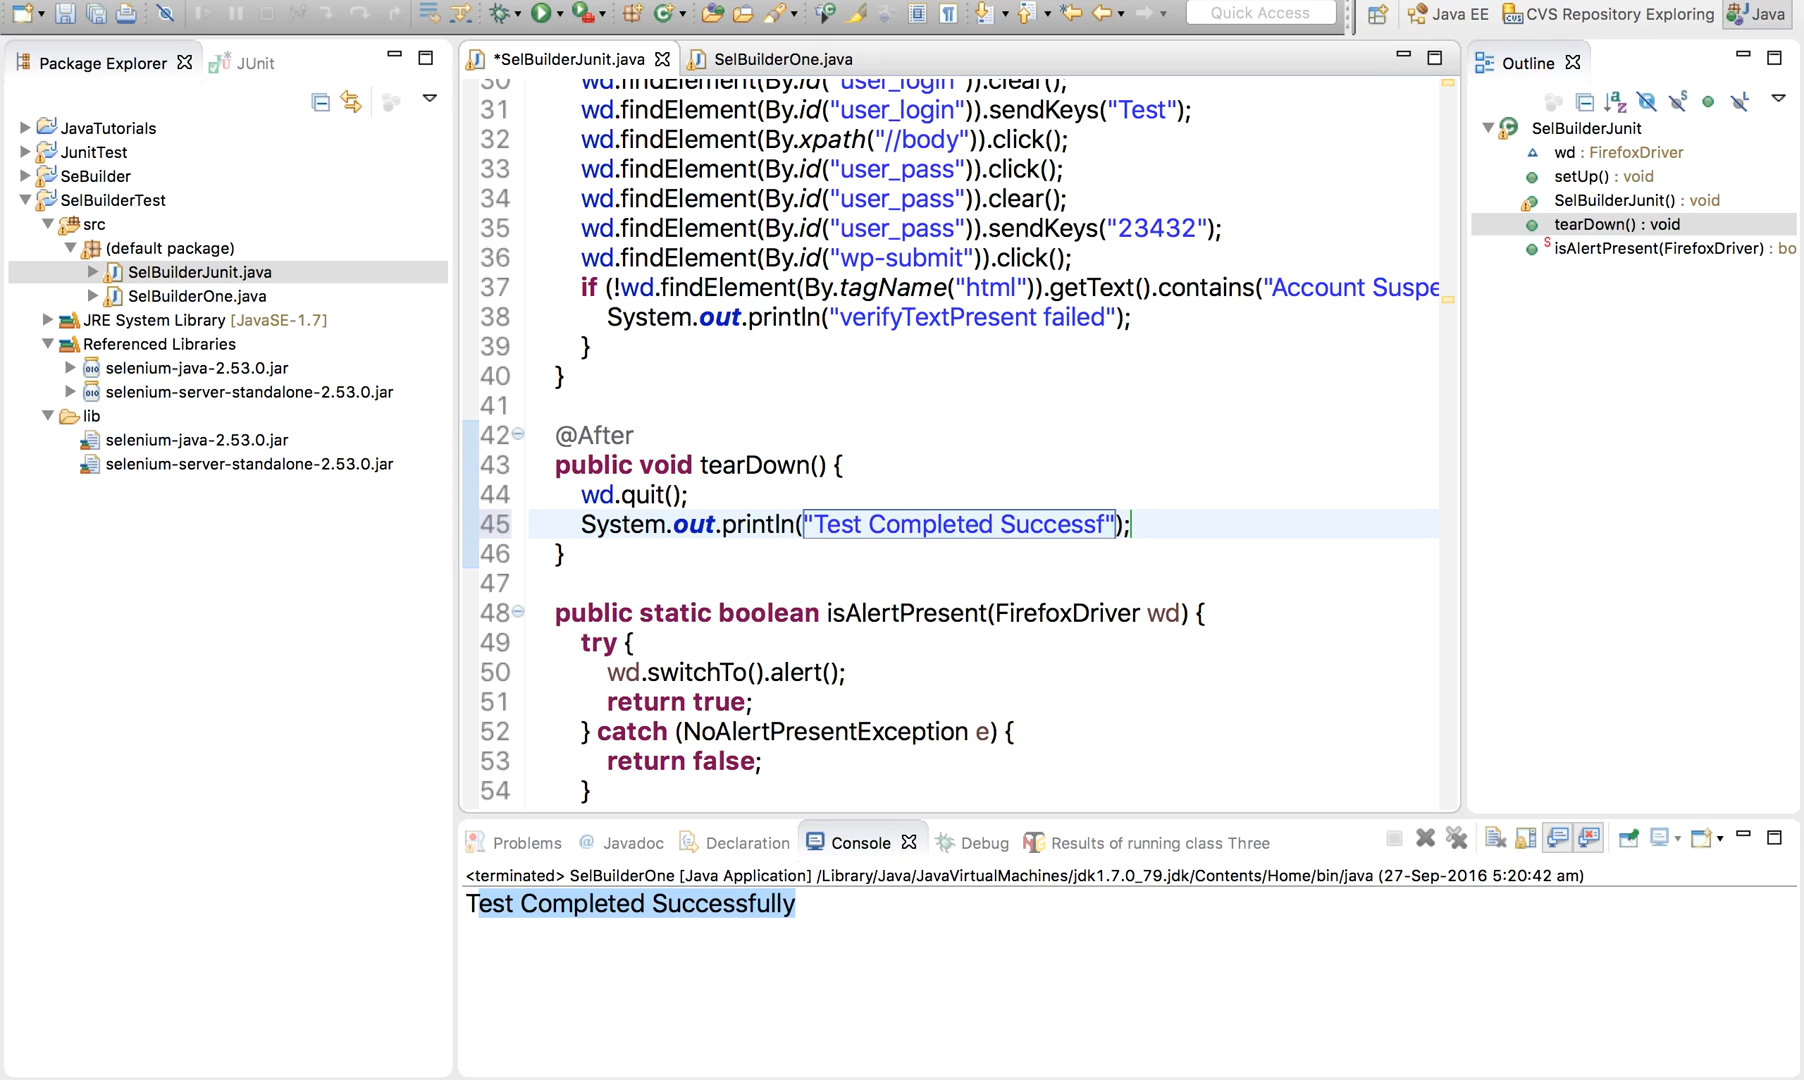 Quick Access
Java EE
CVS Repository Exploring
Java
Package Explorer
JUnit
JavaTutorials
JunitTest
SeBuilder
SelBuilderTest
src
(default package)
SelBuilderJunit.java
SelBuilderOne.java
JRE System Library [JavaSE-1.7]
Referenced Libraries
selenium-java-2.53.0.jar
selenium-server-standalone-2.53.0.jar
lib
selenium-java-2.53.0.jar
selenium-server-standalone-2.53.0.jar
*SelBuilderJunit.java
SelBuilderOne.java
30 wd.findElement(By.id("user_login")).clear();
31 wd.findElement(By.id("user_login")).sendKeys("Test");
32 wd.findElement(By.xpath("//body")).click();
33 wd.findElement(By.id("user_pass")).click();
34 wd.findElement(By.id("user_pass")).clear();
35 wd.findElement(By.id("user_pass")).sendKeys("23432");
36 wd.findElement(By.id("wp-submit")).click();
37 if (!wd.findElement(By.tagName("html")).getText().contains("Account Suspe
38 System.out.println("verifyTextPresent failed");
39 }
40 }
41
42 @After
43 public void tearDown() {
44 wd.quit();
45 System.out.println("Test Completed Successf");
46 }
47
48 public static boolean isAlertPresent(FirefoxDriver wd) {
49 try {
50 wd.switchTo().alert();
51 return true;
52 } catch (NoAlertPresentException e) {
53 return false;
54 }
Outline
SelBuilderJunit
wd : FirefoxDriver
setUp() : void
SelBuilderJunit() : void
tearDown() : void
isAlertPresent(FirefoxDriver) : bo
Problems
Javadoc
Declaration
Console
Debug
Results of running class Three
<terminated> SelBuilderOne [Java Application] /Library/Java/JavaVirtualMachines/jdk1.7.0_79.jdk/Contents/Home/bin/java (27-Sep-2016 5:20:42 am)
Test Completed Successfully